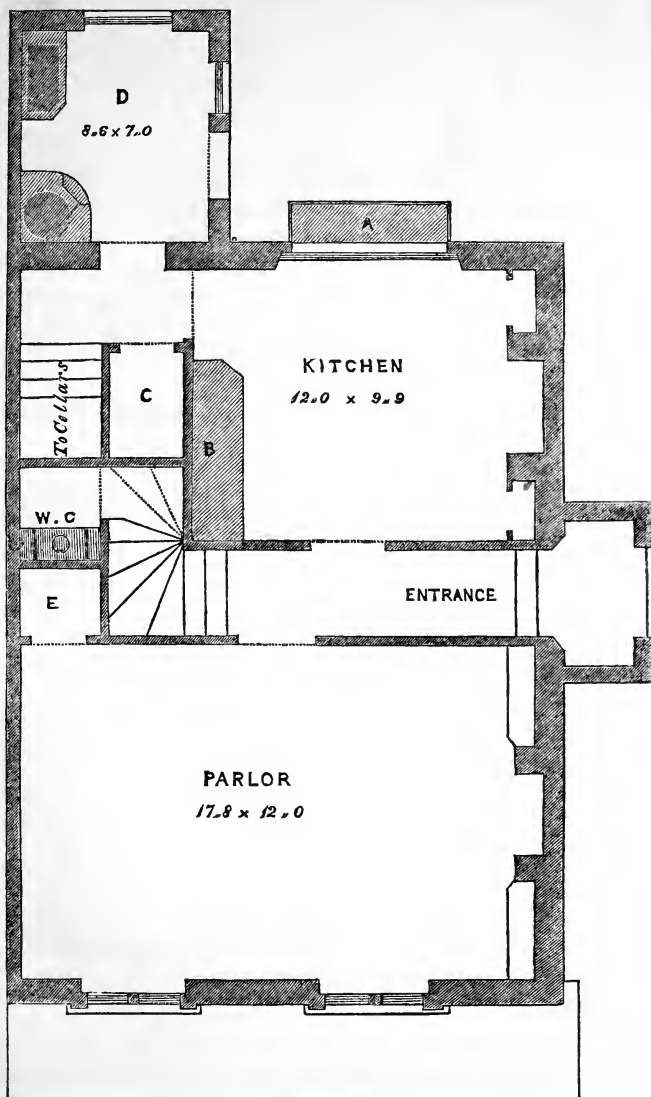 D
8„6 x 7„0
A
KITCHEN
12„0 x 9„9
To Cellars
C
B
W.C
E
ENTRANCE
PARLOR
17„8 x 12„0